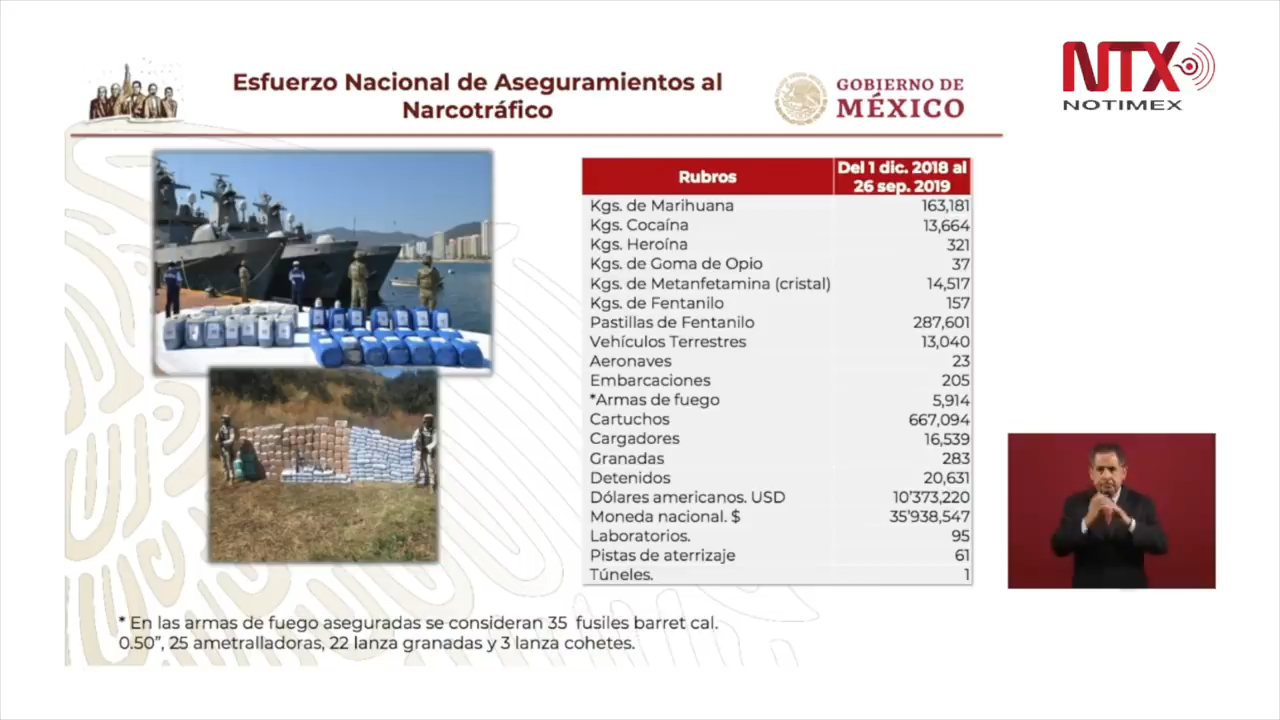 Esfuerzo Nacional de Aseguramientos al
Narcotráfico
GOBIERNO DE
MÉXICO
NTX
NOTIMEX
Rubros
Del 1 dic. 2018 al
26 sep. 2019
Kgs. de Marihuana 163,181
Kgs. Cocaína 13,664
Kgs. Heroína 321
Kgs. de Goma de Opio 37
Kgs. de Metanfetamina (cristal) 14,517
Kgs. de Fentanilo 157
Pastillas de Fentanilo 287,601
Vehículos Terrestres 13,040
Aeronaves 23
Embarcaciones 205
*Armas de fuego 5,914
Cartuchos 667,094
Cargadores 16,539
Granadas 283
Detenidos 20,631
Dólares americanos. USD 10’373,220
Moneda nacional. $ 35’938,547
Laboratorios. 95
Pistas de aterrizaje 61
Túneles. 1
* En las armas de fuego aseguradas se consideran 35 fusiles barret cal.
0.50”, 25 ametralladoras, 22 lanza granadas y 3 lanza cohetes.